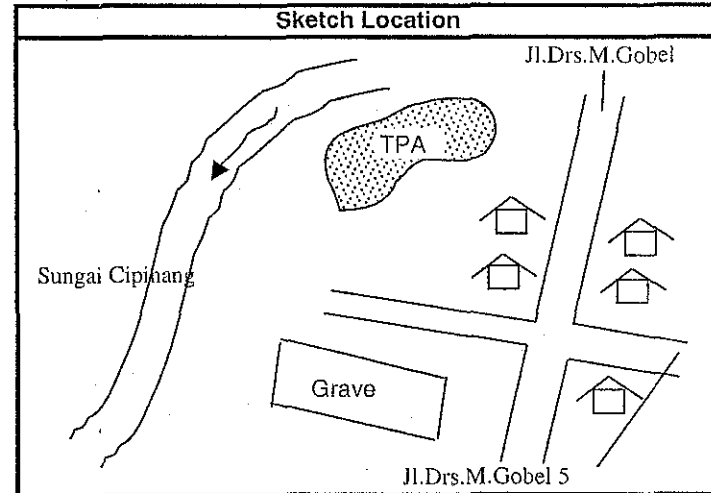 Sketch Location
Jl.Drs.M.Gobel
TPA
Sungai Cipinang
Grave
Jl.Drs.M.Gobel 5